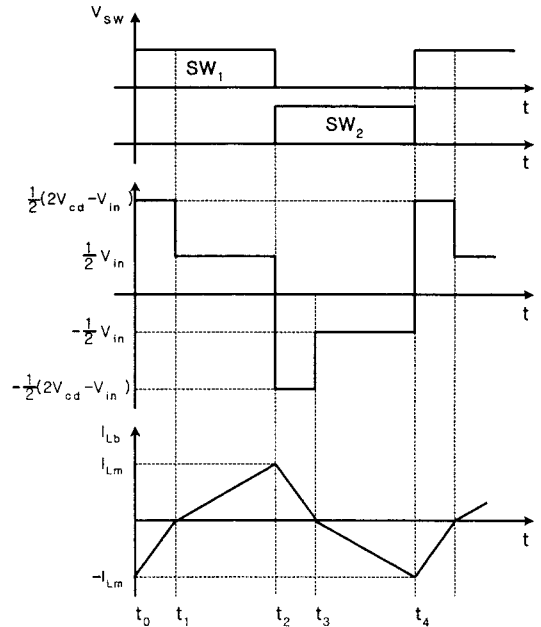 V_SW
SW_1
t
SW_2
t
1/2 (2V_cd-V_in)
1/2 V_in
t
-1/2 V_in
-1/2 (2V_cd-V_in)
I_Lb
I_Lm
t
-I_Lm
t_0 t_1 t_2 t_3 t_4